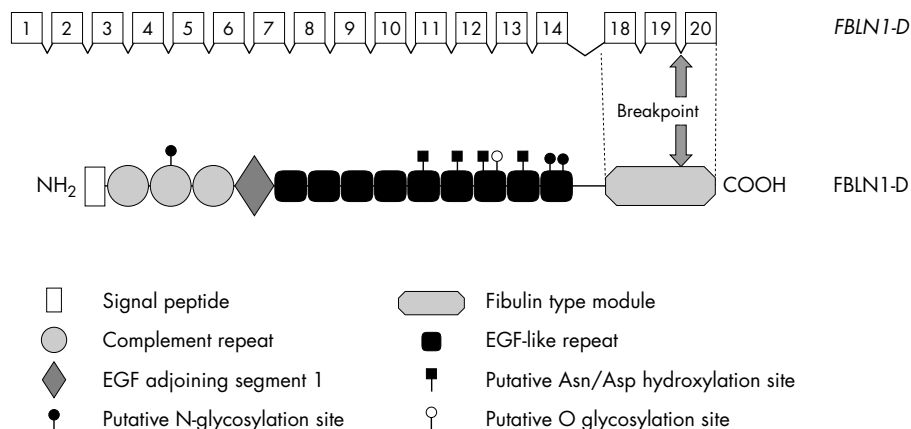 1 2 3 4 5 6 7 8 9 10 11 12 13 14 18 19 20 FBLN1-D
Breakpoint
NH2 COOH FBLN1-D
Signal peptide Fibulin type module
Complement repeat EGF-like repeat
EGF adjoining segment 1 Putative Asn/Asp hydroxylation site
Putative N-glycosylation site Putative O glycosylation site